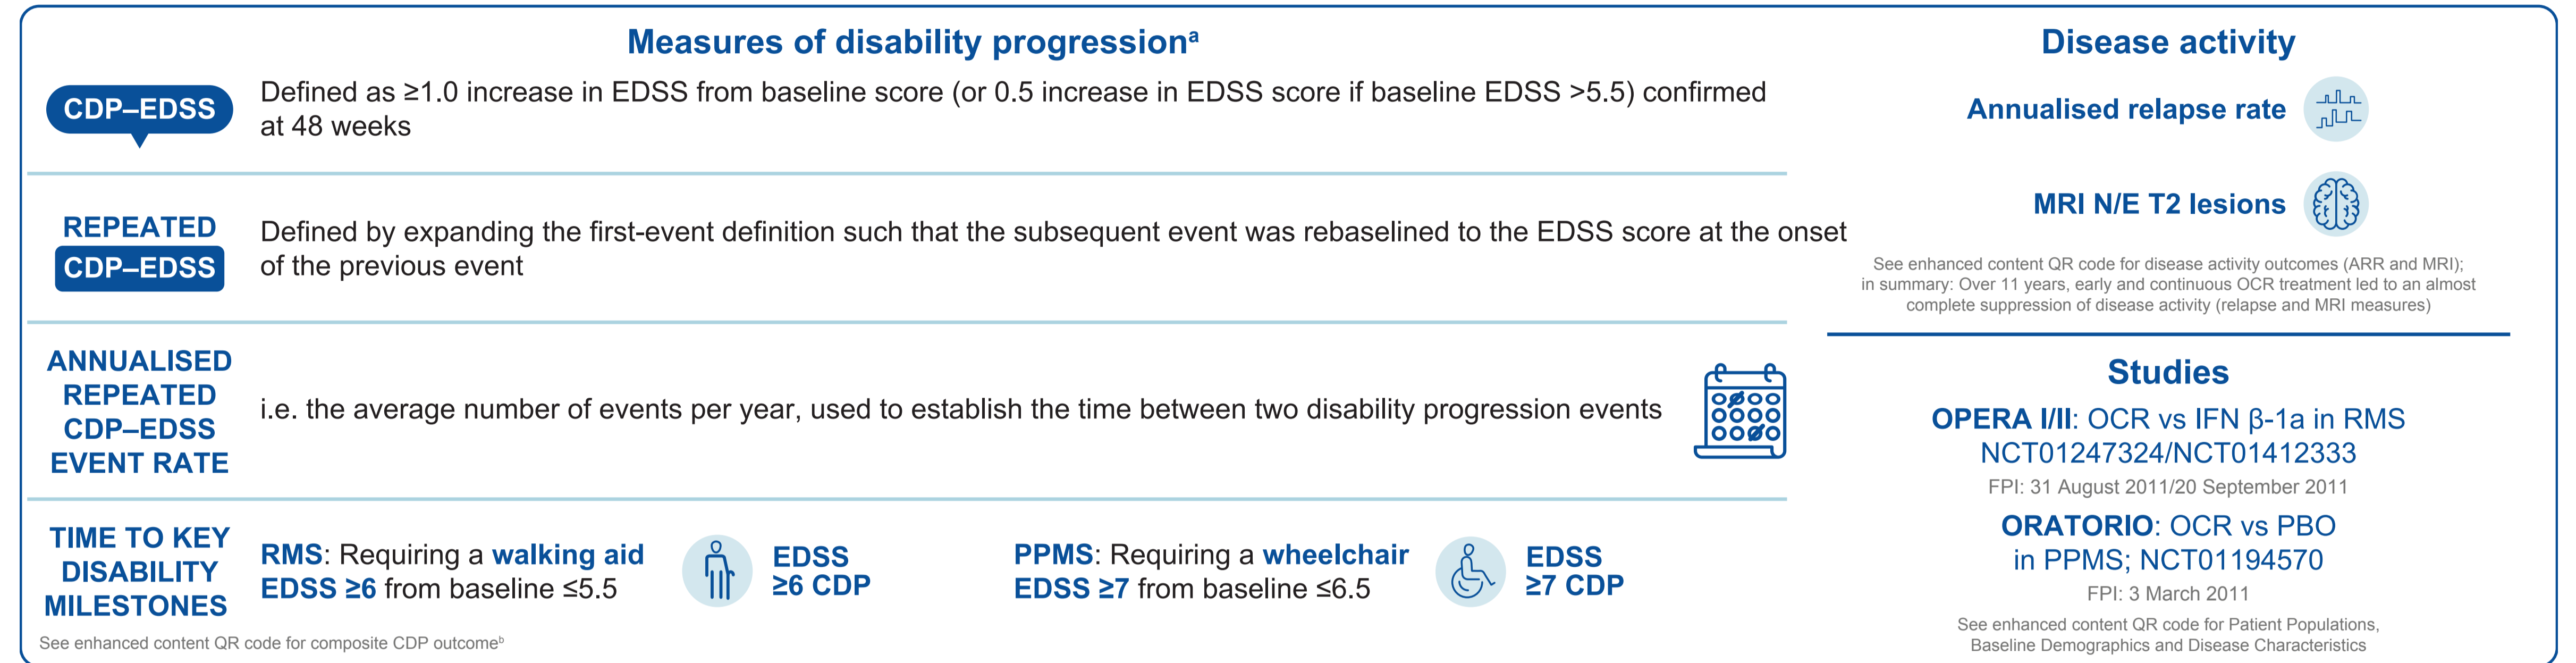 Measures of disability progressionᵃ
CDP–EDSS
Defined as ≥1.0 increase in EDSS from baseline score (or 0.5 increase in EDSS score if baseline EDSS >5.5) confirmed
at 48 weeks
REPEATED
CDP–EDSS
Defined by expanding the first-event definition such that the subsequent event was rebaselined to the EDSS score at the onset
of the previous event
ANNUALISED
REPEATED
CDP–EDSS
EVENT RATE
i.e. the average number of events per year, used to establish the time between two disability progression events
TIME TO KEY
DISABILITY
MILESTONES
RMS: Requiring a walking aid
EDSS ≥6 from baseline ≤5.5
EDSS
≥6 CDP
PPMS: Requiring a wheelchair
EDSS ≥7 from baseline ≤6.5
EDSS
≥7 CDP
See enhanced content QR code for composite CDP outcomeᵇ
Disease activity
Annualised relapse rate
MRI N/E T2 lesions
See enhanced content QR code for disease activity outcomes (ARR and MRI);
in summary: Over 11 years, early and continuous OCR treatment led to an almost
complete suppression of disease activity (relapse and MRI measures)
Studies
OPERA I/II: OCR vs IFN β-1a in RMS
NCT01247324/NCT01412333
FPI: 31 August 2011/20 September 2011
ORATORIO: OCR vs PBO
in PPMS; NCT01194570
FPI: 3 March 2011
See enhanced content QR code for Patient Populations,
Baseline Demographics and Disease Characteristics